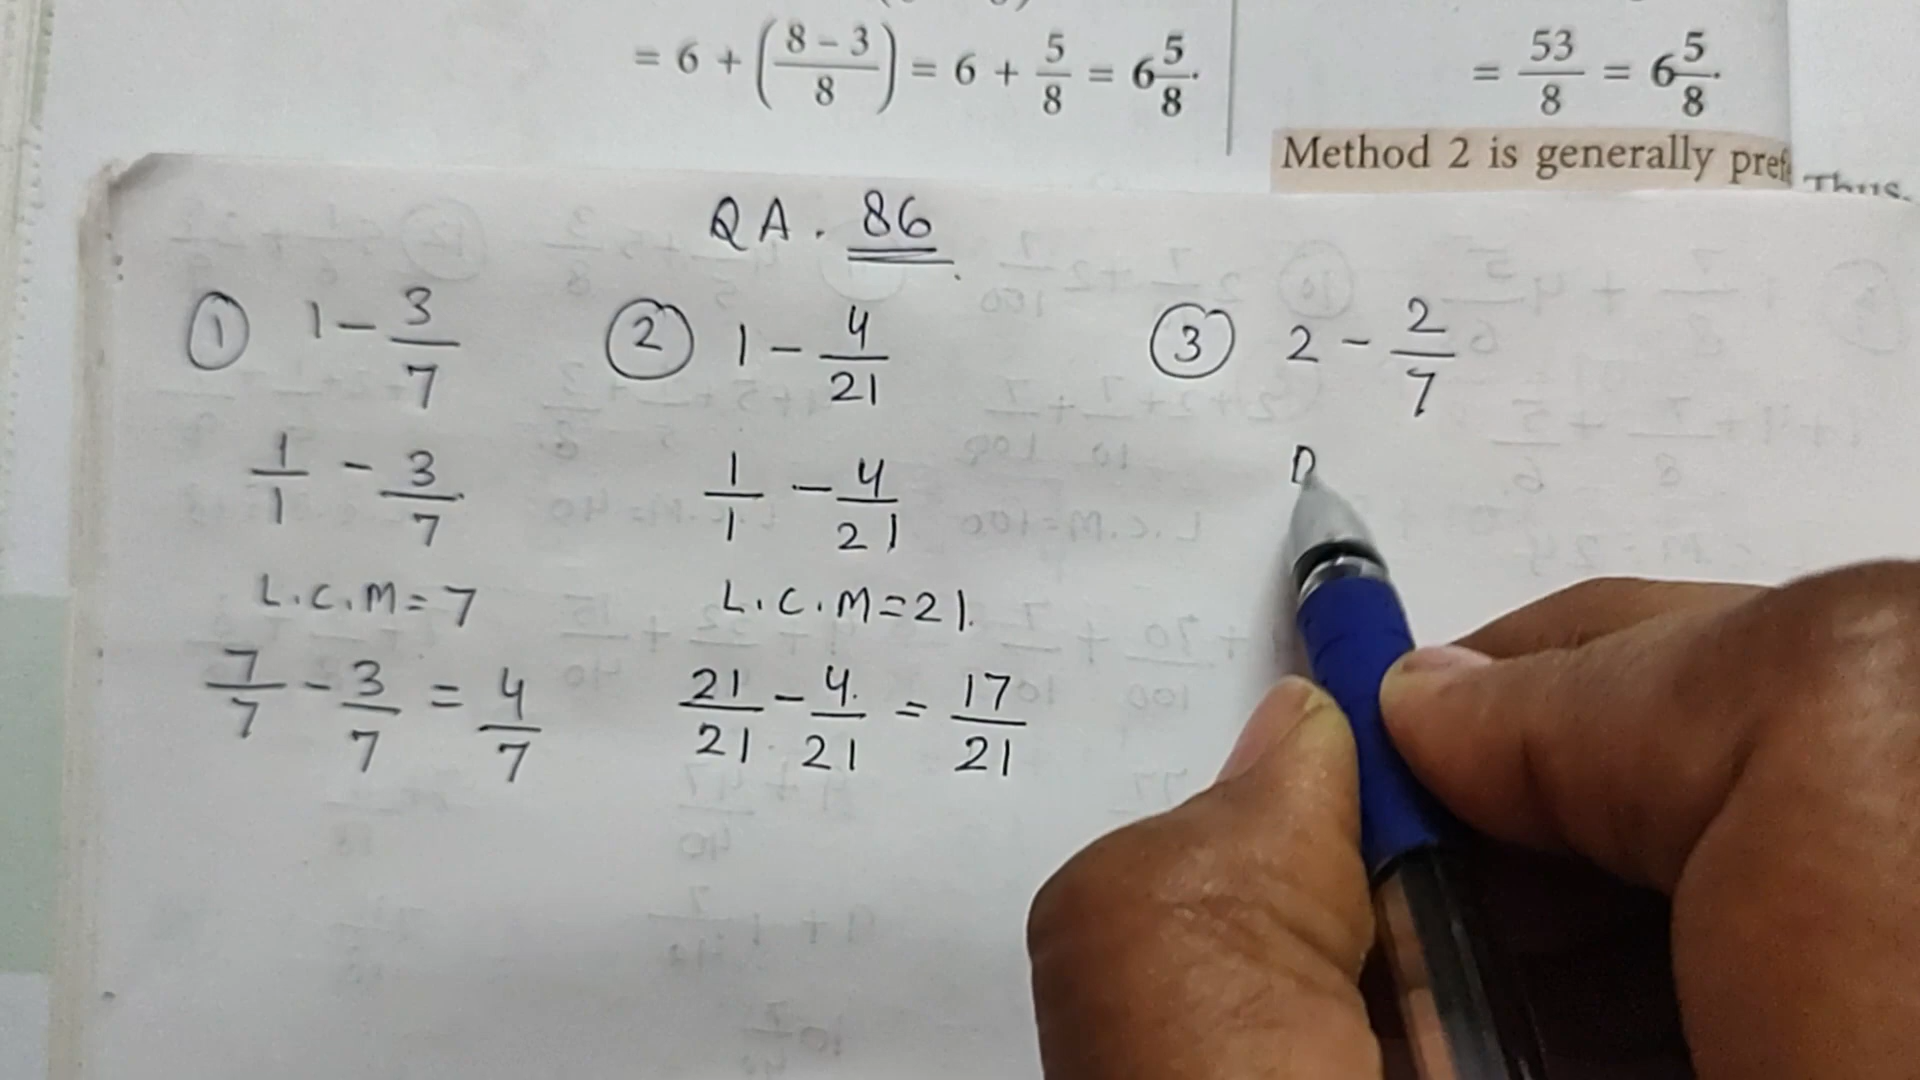 = 6 + (8 − 3/8) = 6 + 5/8 = 6 5/8.
= 53/8 = 6 5/8.
Method 2 is generally
Thus,
QA. 86
① 1 − 3/7
1/1 − 3/7
L.C.M = 7
7/7 − 3/7 = 4/7
② 1 − 4/21
1/1 − 4/21
L.C.M = 21.
21/21 − 4/21 = 17/21
③ 2 − 2/7